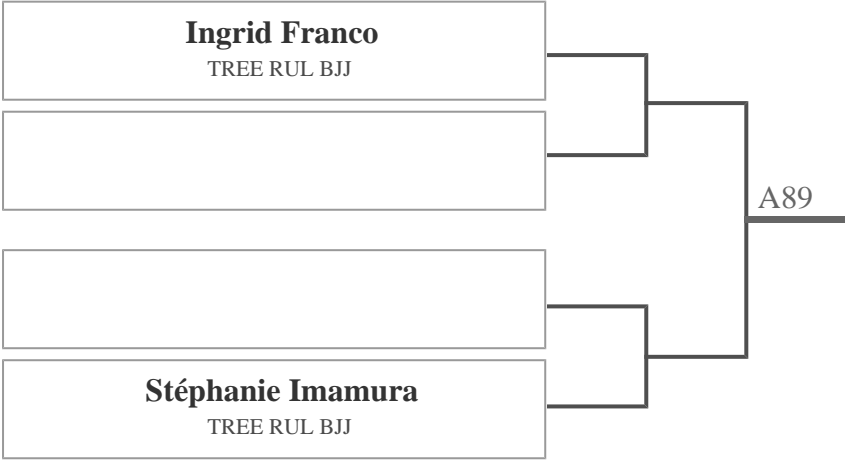 Ingrid Franco
TREE RUL BJJ
A89
Stéphanie Imamura
TREE RUL BJJ